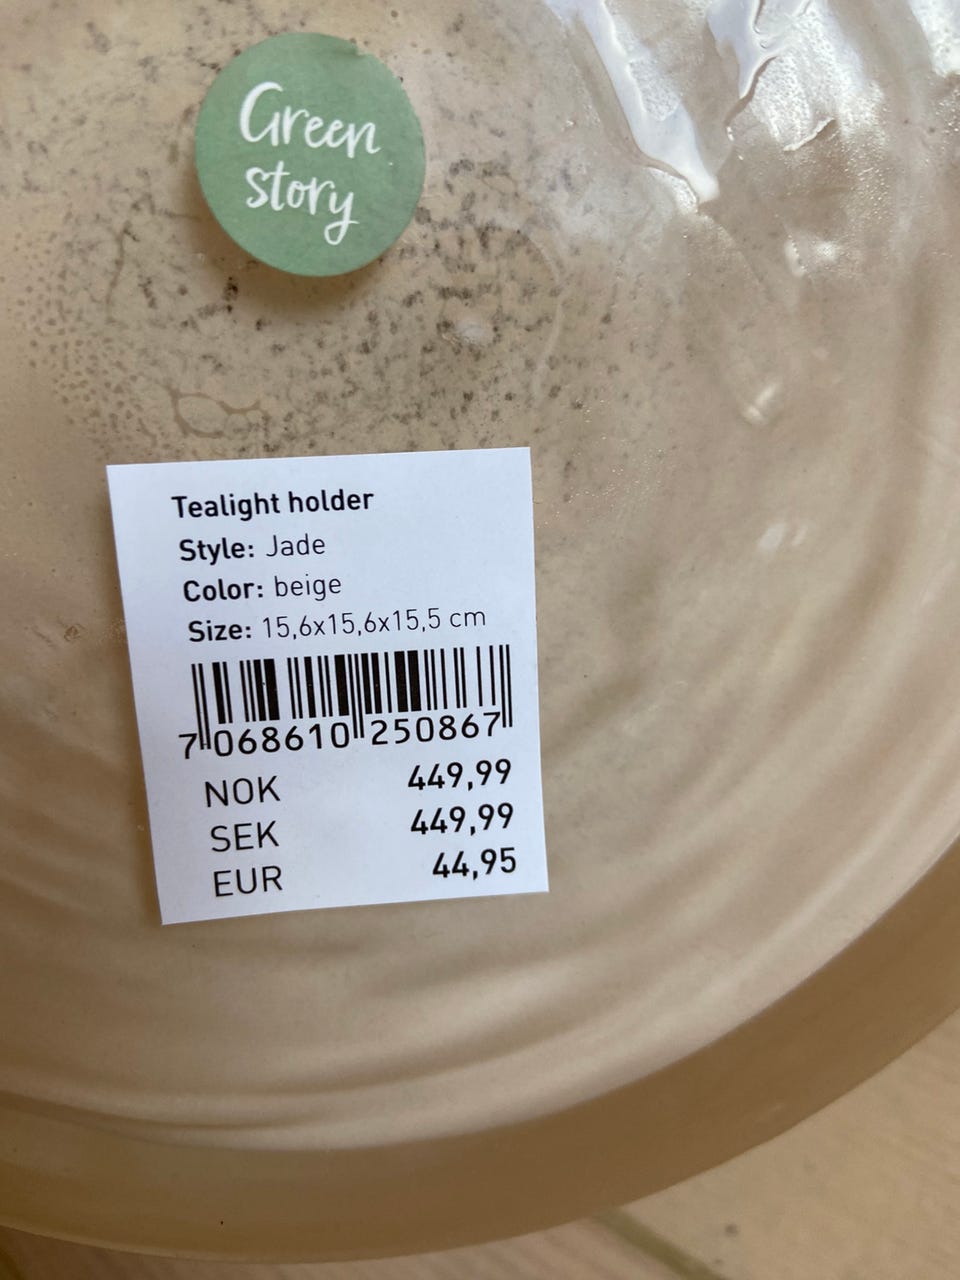 Green
story
Tealight holder
Style: Jade
Color: beige
Size: 15,6x15,6x15,5 cm
7 068610 250867
NOK 449,99
SEK 449,99
EUR 44,95